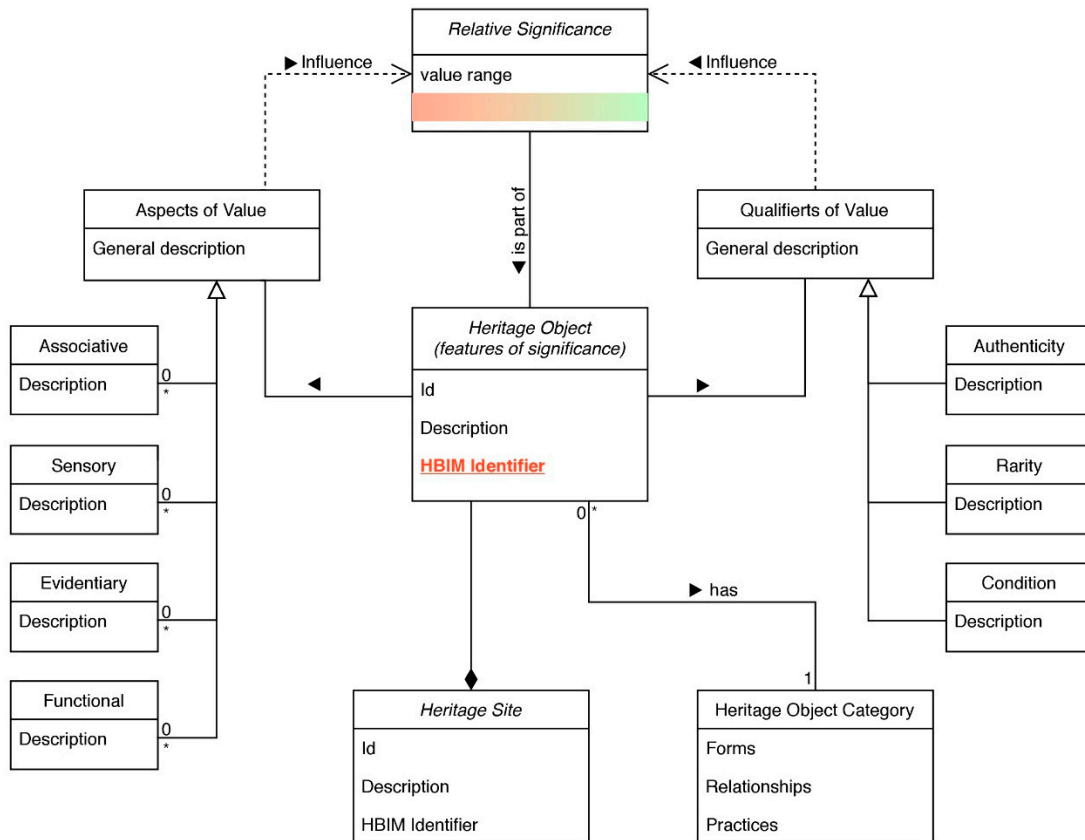 Relative Significance
value range
▶ Influence
◀ Influence
Aspects of Value
General description
is part of
Qualifierts of Value
General description
Heritage Object
(features of significance)
Id
Description
HBIM Identifier
Associative
Description
0
*
Sensory
Description
0
*
Evidentiary
Description
0
*
Functional
Description
0
*
Authenticity
Description
Rarity
Description
Condition
Description
0 *
▶ has
1
Heritage Site
Id
Description
HBIM Identifier
Heritage Object Category
Forms
Relationships
Practices